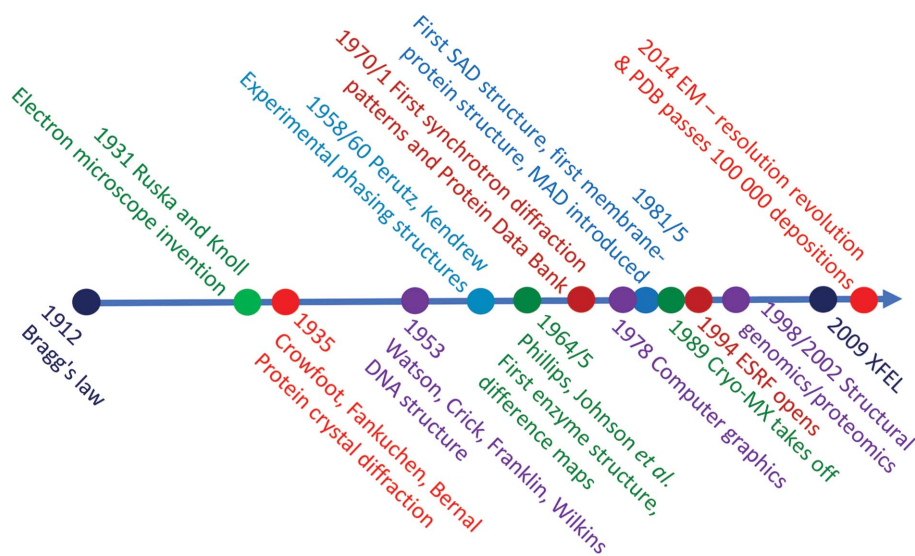 1912
Bragg's law
1931 Ruska and Knoll
Electron microscope invention
1935
Crowfoot, Fankuchen, Bernal
Protein crystal diffraction
1953
Watson, Crick, Franklin, Wilkins
DNA structure
1958/60 Perutz, Kendrew
Experimental phasing structures
1964/5
Phillips, Johnson et al.
First enzyme structure,
difference maps
1970/1 First synchrotron diffraction
patterns and Protein Data Bank
1978 Computer graphics
1981/5
First SAD structure, first membrane-
protein structure, MAD introduced
1989 Cryo-MX takes off
1994 ESRF opens
1998/2002 Structural
genomics/proteomics
2009 XFEL
2014 EM – resolution revolution
& PDB passes 100 000 depositions